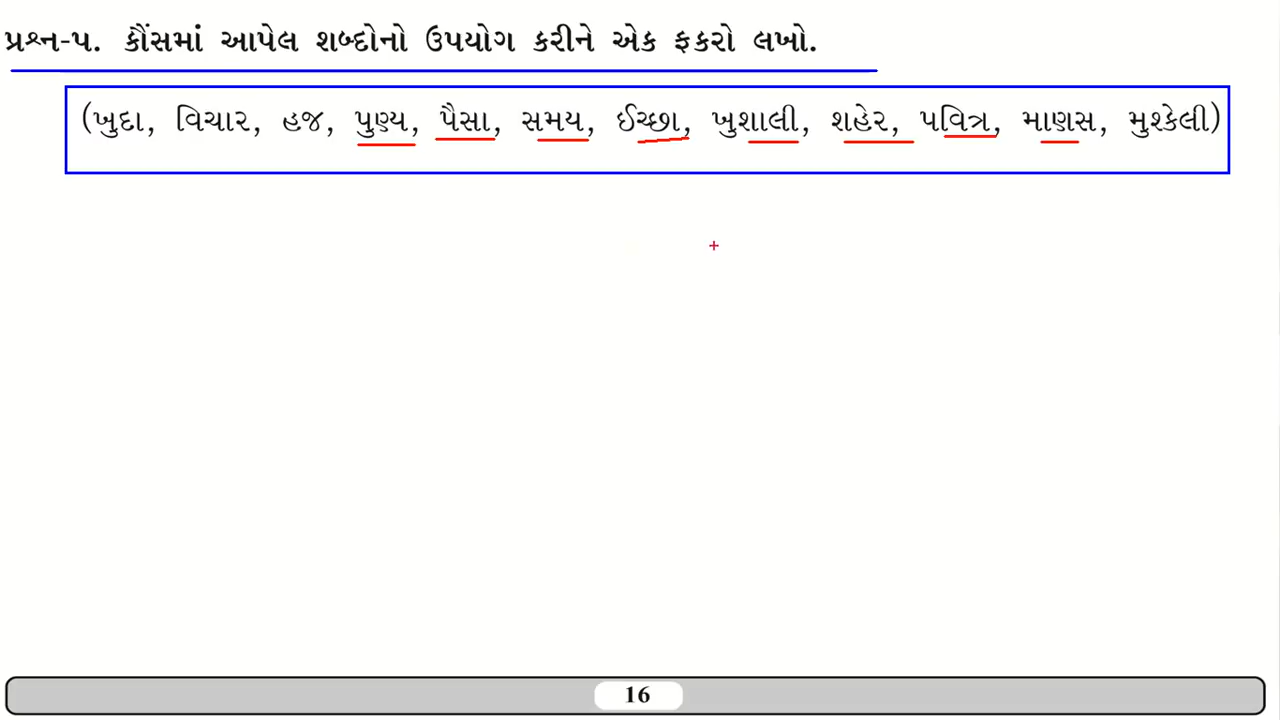 પ્રશ્ન-૫. કૌંસમાં આપેલ શબ્દોનો ઉપયોગ કરીને એક ફકરો લખો.
(ખુદા, વિચાર, હજ, પુણ્ય, પૈસા, સમય, ઈચ્છા, ખુશાલી, શહેર, પવિત્ર, માણસ, મુશ્કેલી)
16